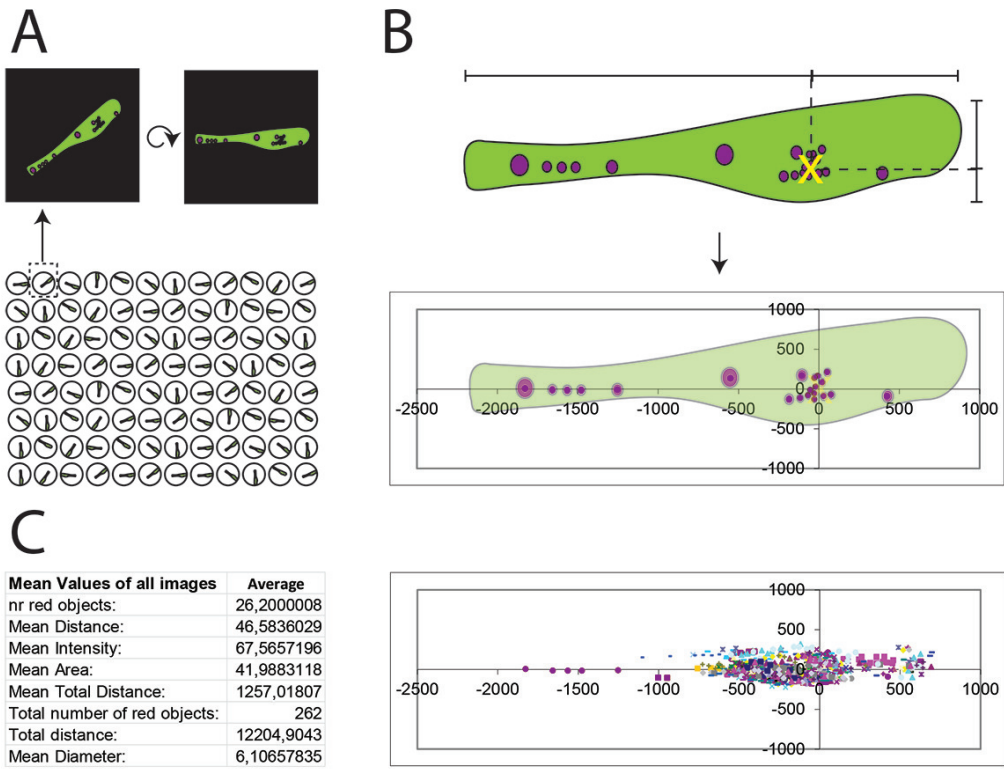 A
B
X
1000
500
0
-2500 -2000 -1500 -1000 -500 0 500 1000
-500
-1000
C
Mean Values of all images Average
nr red objects: 26,2000008
Mean Distance: 46,5836029
Mean Intensity: 67,5657196
Mean Area: 41,9883118
Mean Total Distance: 1257,01807
Total number of red objects: 262
Total distance: 12204,9043
Mean Diameter: 6,10657835
1000
500
0
-2500 -2000 -1500 -1000 -500 0 500 1000
-500
-1000